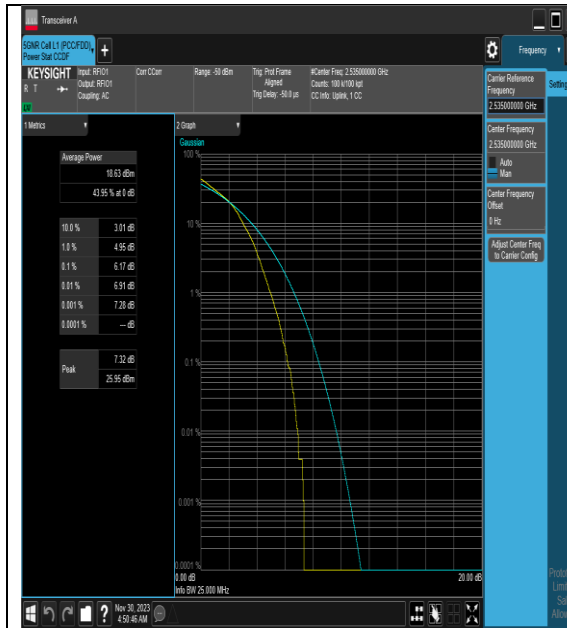 Transceiver A
5GNR Cell L1 (PCC/FDD),
Power Stat CCDF
Frequency
KEYSIGHT
R T
Input: RFIO1
Output: RFIO1
Coupling: AC
Corr CCorr
Range: -50 dBm
Trig: Prot Frame
Aligned
Trig Delay: -50.0 µs
#Center Freq: 2.535000000 GHz
Counts: 100 k/100 kpt
CC Info: Uplink, 1 CC
1 Metrics
Average Power
18.63 dBm
43.95 % at 0 dB
10.0 % 3.01 dB
1.0 % 4.95 dB
0.1 % 6.17 dB
0.01 % 6.91 dB
0.001 % 7.28 dB
0.0001 % --- dB
Peak
7.32 dB
25.95 dBm
2 Graph
Gaussian
100 %
10 %
1 %
0.1 %
0.01 %
0.001 %
0.0001 %
0.00 dB
20.00 dB
Info BW 25.000 MHz
Carrier Reference
Frequency
2.535000000 GHz
Center Frequency
2.535000000 GHz
Auto
Man
Center Frequency
Offset
0 Hz
Adjust Center Freq
to Carrier Config
Setting
Nov 30, 2023
4:50:46 AM